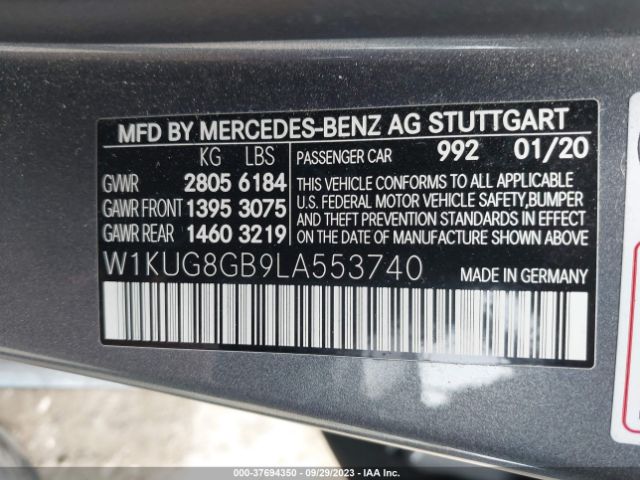 MFD BY MERCEDES-BENZ AG STUTTGART
KG LBS PASSENGER CAR 992 01/20
GVWR 2805 6184 THIS VEHICLE CONFORMS TO ALL APPLICABLE
U.S. FEDERAL MOTOR VEHICLE SAFETY,BUMPER
GAWR FRONT 1395 3075 AND THEFT PREVENTION STANDARDS IN EFFECT
GAWR REAR 1460 3219 ON THE DATE OF MANUFACTURE SHOWN ABOVE
W1KUG8GB9LA553740 MADE IN GERMANY
000-37694350 - 09/29/2023 - IAA Inc.